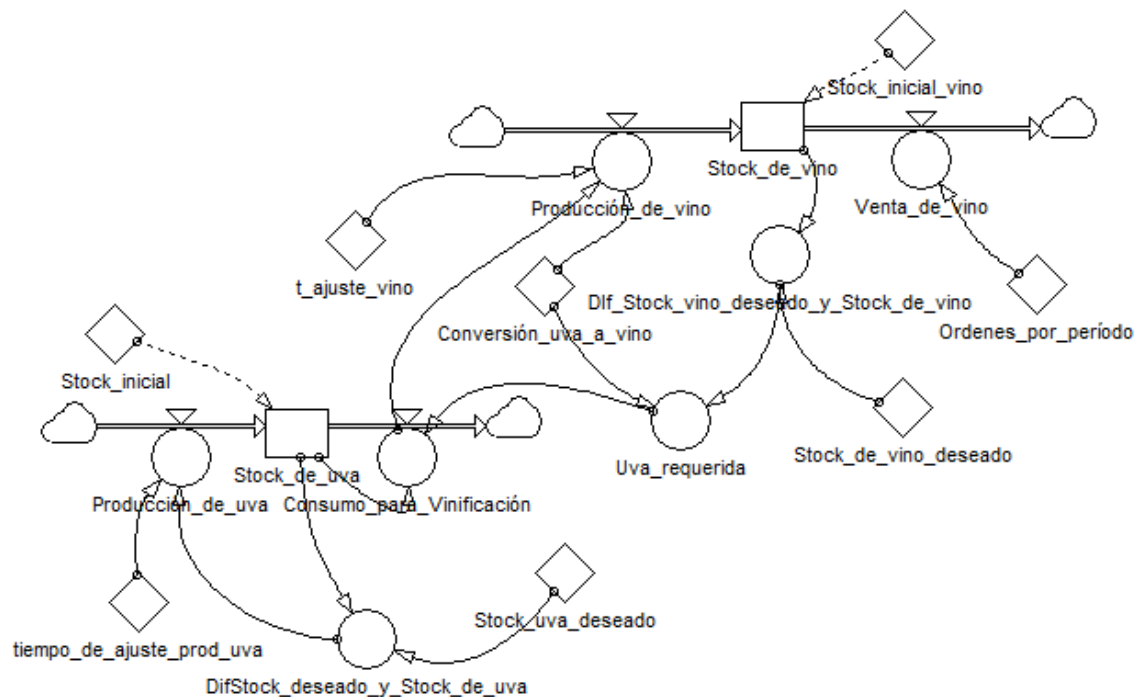 Stock_inicial_vino
Stock_de_vino
Producción_de_vino
Venta_de_vino
t_ajuste_vino
DIf_Stock_vino_deseado_y_Stock_de_vino
Conversión_uva_a_vino
Ordenes_por_período
Stock_inicial
Stock_de_vino_deseado
Uva_requerida
Stock_de_uva
Producción_de_uva
Consumo_para_Vinificación
Stock_uva_deseado
tiempo_de_ajuste_prod_uva
DifStock_deseado_y_Stock_de_uva